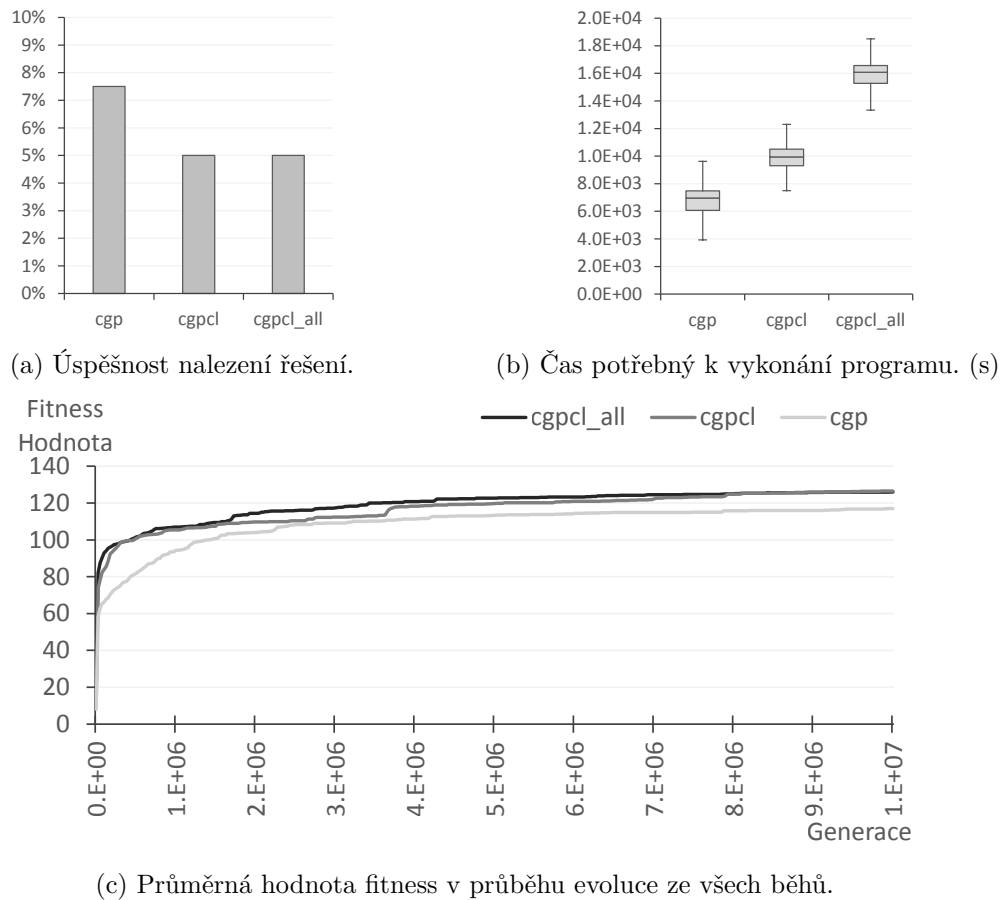 10%
9%
8%
7%
6%
5%
4%
3%
2%
1%
0%
cgp cgpcl cgpcl_all
(a) Úspěšnost nalezení řešení.
2.0E+04
1.8E+04
1.6E+04
1.4E+04
1.2E+04
1.0E+04
8.0E+03
6.0E+03
4.0E+03
2.0E+03
0.0E+00
cgp cgpcl cgpcl_all
(b) Čas potřebný k vykonání programu. (s)
Fitness
Hodnota
cgpcl_all cgpcl cgp
140
120
100
80
60
40
20
0
0.E+00
1.E+06
2.E+06
3.E+06
4.E+06
5.E+06
6.E+06
7.E+06
8.E+06
9.E+06
1.E+07
Generace
(c) Průměrná hodnota fitness v průběhu evoluce ze všech běhů.